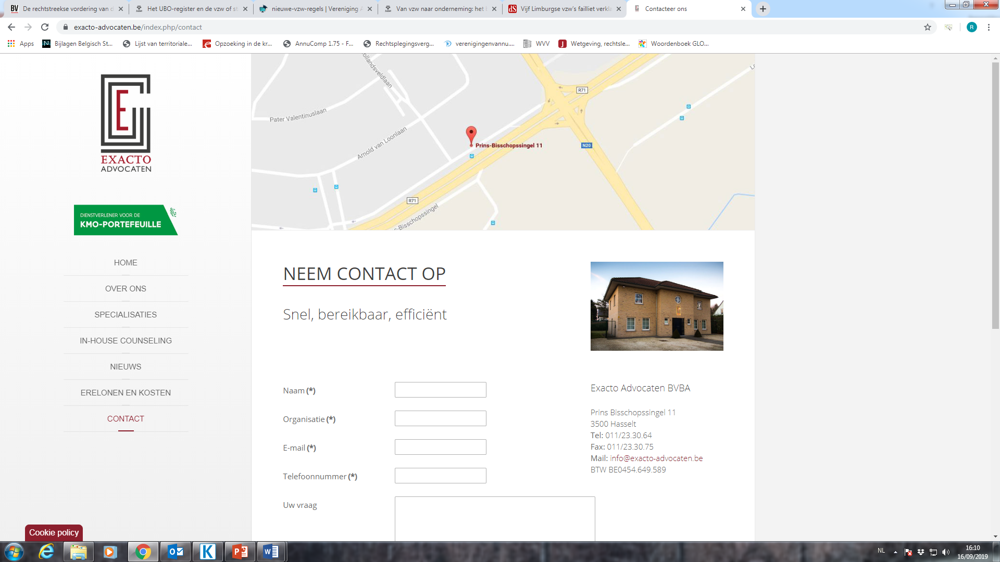 De rechtstreekse vordering van d
Het UBO-register en de vzw of st
nieuwe-vzw-regels | Vereniging A
Van vzw naar onderneming: het b
Vijf Limburgse vzw's failliet verkla
Contacteer ons
exacto-advocaten.be/index.php/contact
R
Apps
Bijlagen Belgisch St...
Lijst van territoriale...
Opzoeking in de kr...
AnnuComp 1.75 - F...
Rechtsplegingsverg...
verenigingenvannu....
WVV
Wetgeving, rechtsle...
Woordenboek GLO...
EXACTO
ADVOCATEN
DIENSTVERLENER VOOR DE
KMO-PORTEFEUILLE
HOME
OVER ONS
SPECIALISATIES
IN-HOUSE COUNSELING
NIEUWS
ERELONEN EN KOSTEN
CONTACT
Cookie policy
ollandsveldlaan
R71
Pater Valentinuslaan
Arnold van Loonlaan
Prins-Bisschopssingel 11
N20
R71
s-Bisschopssingel
NEEM CONTACT OP
Snel, bereikbaar, efficiënt
Naam (*)
Organisatie (*)
E-mail (*)
Telefoonnummer (*)
Uw vraag
Exacto Advocaten BVBA
Prins Bisschopssingel 11
3500 Hasselt
Tel: 011/23.30.64
Fax: 011/23.30.75
Mail: info@exacto-advocaten.be
BTW BE0454.649.589
NL
16:10
16/09/2019